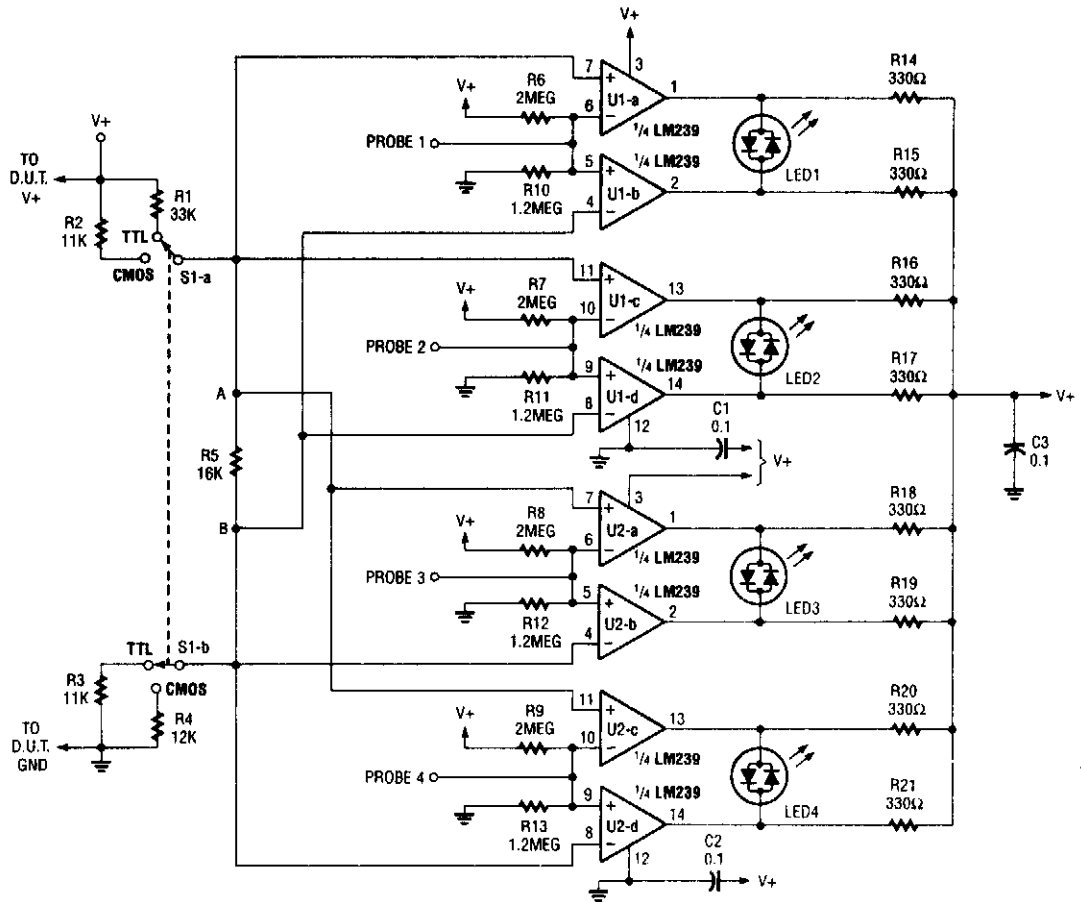 V+
TO
D.U.T.
V+
R1
33K
R2
11K
TTL
CMOS
S1-a
A
R5
16K
B
TTL
S1-b
CMOS
R3
11K
R4
12K
TO
D.U.T.
GND
V+
3
7
+
6
−
U1-a
1
1/4 LM239
V+
R6
2MEG
PROBE 1
R10
1.2MEG
1/4 LM239
5
+
4
−
U1-b
2
LED1
R14
330Ω
R15
330Ω
11
+
10
−
U1-c
13
1/4 LM239
V+
R7
2MEG
PROBE 2
R11
1.2MEG
1/4 LM239
9
+
8
−
U1-d
14
12
LED2
R16
330Ω
R17
330Ω
C1
0.1
V+
V+
C3
0.1
3
7
+
6
−
U2-a
1
1/4 LM239
V+
R8
2MEG
PROBE 3
R12
1.2MEG
1/4 LM239
5
+
4
−
U2-b
2
LED3
R18
330Ω
R19
330Ω
11
+
10
−
U2-c
13
1/4 LM239
V+
R9
2MEG
PROBE 4
R13
1.2MEG
1/4 LM239
9
+
8
−
U2-d
14
12
LED4
R20
330Ω
R21
330Ω
C2
0.1
V+